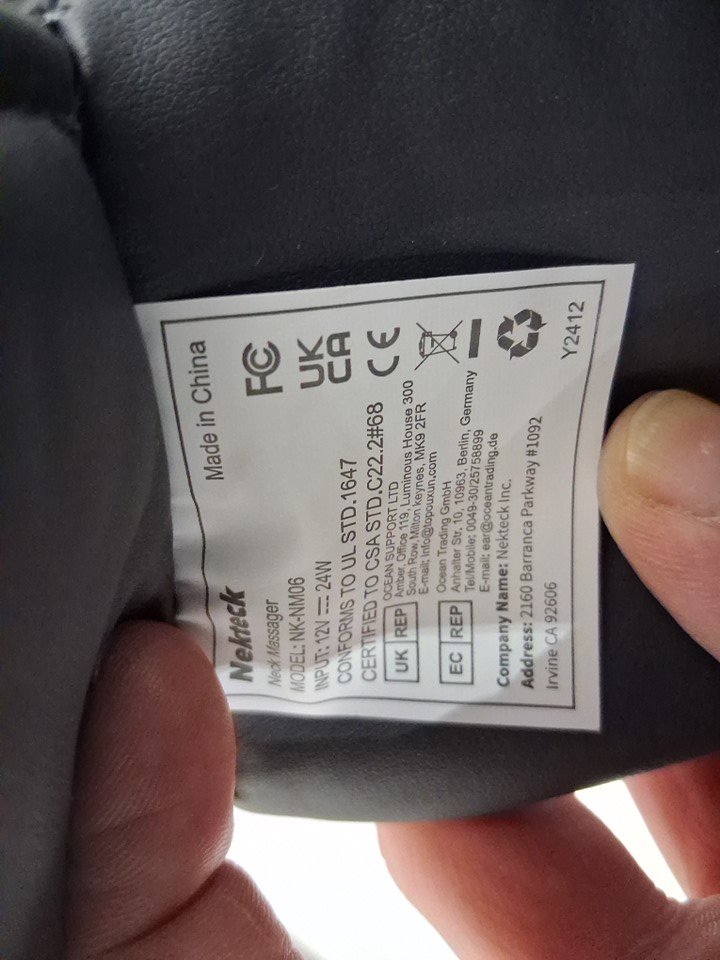 Nekteck Made in China
Neck Massager
MODEL: NK-NM06
INPUT: 12V ⎓ 24W
CONFORMS TO UL STD.1647
CERTIFIED TO CSA STD.C22.2#68
FC
UK
CA
CE
UK REP
OCEAN SUPPORT LTD
Amber, Office 119, Luminous House 300
South Row, Milton keynes, MK9 2FR
E-mail: Info@topouxun.com
EC REP
Ocean Trading GmbH
Anhalter Str, 10, 10963, Berlin, Germany
Tel/Mobile: 0049-30/25758899
E-mail: ear@oceantrading.de
Company Name: Nekteck Inc.
Address: 2160 Barranca Parkway #1092
Irvine CA 92606
Y2412